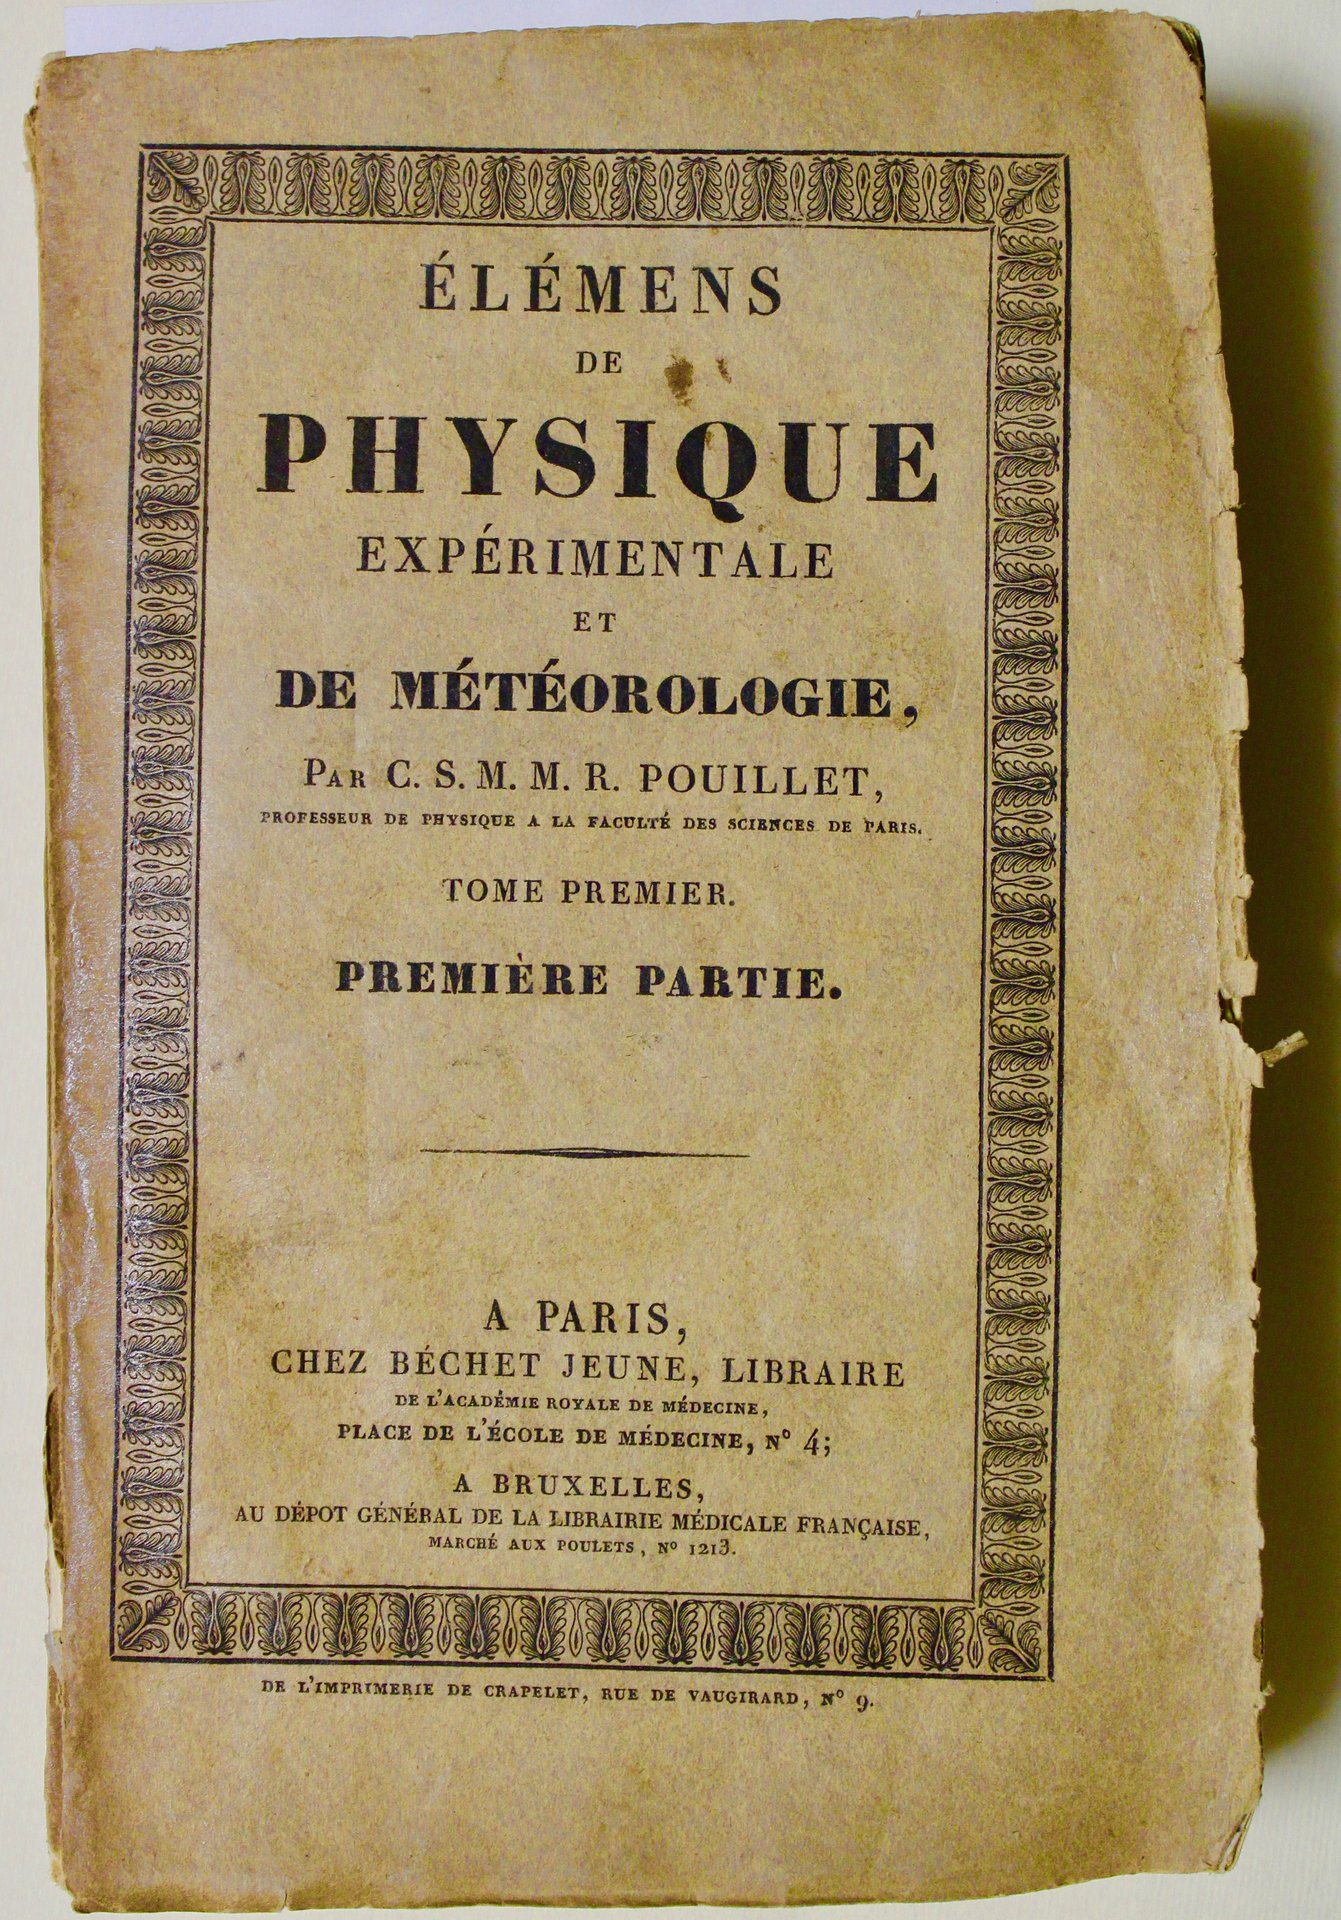 ÉLÉMENS
DE
PHYSIQUE
EXPÉRIMENTALE
ET
DE MÉTÉOROLOGIE,
PAR C. S. M. M. R. POUILLET,
PROFESSEUR DE PHYSIQUE A LA FACULTÉ DES SCIENCES DE PARIS.
TOME PREMIER.
PREMIÈRE PARTIE.
A PARIS,
CHEZ BÉCHET JEUNE, LIBRAIRE
DE L'ACADÉMIE ROYALE DE MÉDECINE,
PLACE DE L'ÉCOLE DE MÉDECINE, Nº 4;
A BRUXELLES,
AU DÉPOT GÉNÉRAL DE LA LIBRAIRIE MÉDICALE FRANÇAISE,
MARCHÉ AUX POULETS, Nº 1213.
DE L'IMPRIMERIE DE CRAPELET, RUE DE VAUGIRARD, Nº 9.